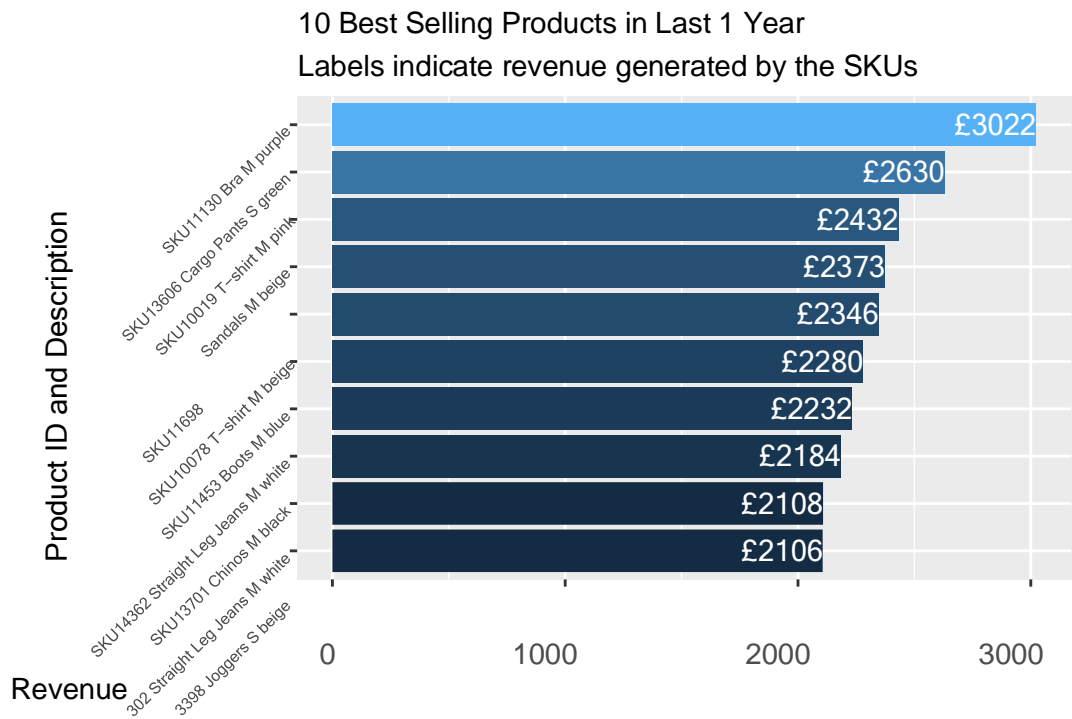 10 Best Selling Products in Last 1 Year
Labels indicate revenue generated by the SKUs
Product ID and Description
SKU11130 Bra M purple
SKU13606 Cargo Pants S green
SKU10019 T−shirt M pink
Sandals M beige
SKU11698
SKU10078 T−shirt M beige
SKU11453 Boots M blue
SKU14362 Straight Leg Jeans M white
SKU13701 Chinos M black
302 Straight Leg Jeans M white
3398 Joggers S beige
£3022
£2630
£2432
£2373
£2346
£2280
£2232
£2184
£2108
£2106
0 1000 2000 3000
Revenue